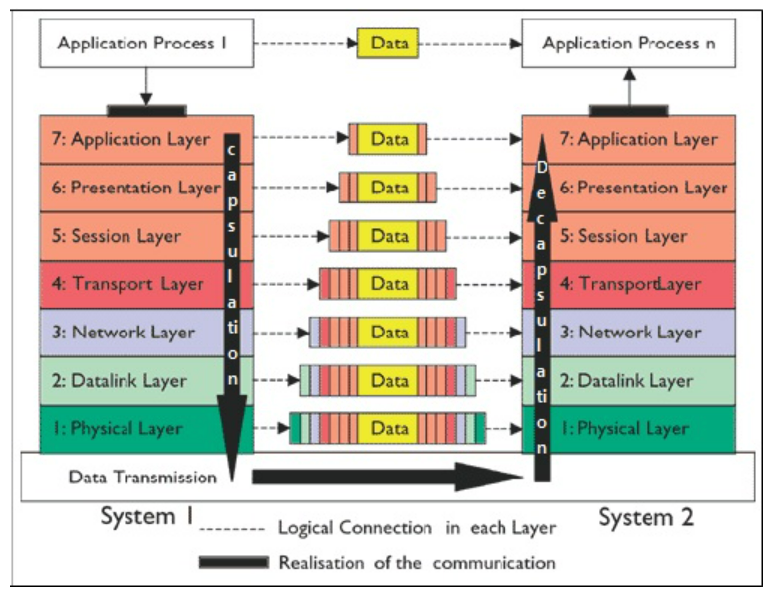 Application Process 1
Data
Application Process n
7: Application Layer
Data
7: Application Layer
6: Presentation Layer
Data
6: Presentation Layer
5: Session Layer
Data
5: Session Layer
4: Transport Layer
Data
4: TransportLayer
3: Network Layer
Data
3: Network Layer
2: Datalink Layer
Data
2: Datalink Layer
1: Physical Layer
Data
1: Physical Layer
capsulation
Decapsulation
Data Transmission
System 1
System 2
Logical Connection in each Layer
Realisation of the communication